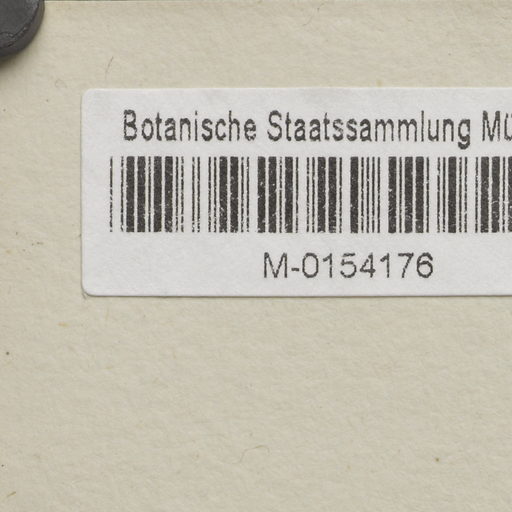 Botanische Staatssammlung Mü
M-0154176